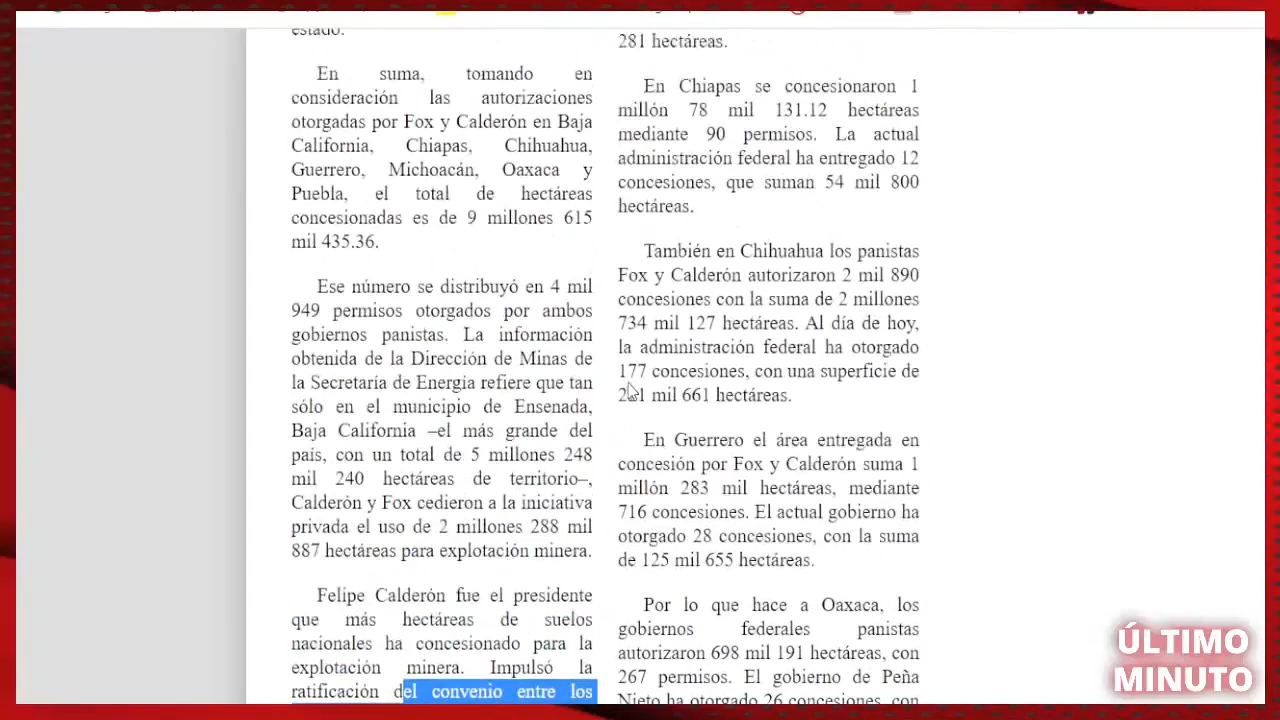 estado.
En suma, tomando en
consideración las autorizaciones
otorgadas por Fox y Calderón en Baja
California, Chiapas, Chihuahua,
Guerrero, Michoacán, Oaxaca y
Puebla, el total de hectáreas
concesionadas es de 9 millones 615
mil 435.36.
Ese número se distribuyó en 4 mil
949 permisos otorgados por ambos
gobiernos panistas. La información
obtenida de la Dirección de Minas de
la Secretaría de Energía refiere que tan
sólo en el municipio de Ensenada,
Baja California –el más grande del
país, con un total de 5 millones 248
mil 240 hectáreas de territorio–,
Calderón y Fox cedieron a la iniciativa
privada el uso de 2 millones 288 mil
887 hectáreas para explotación minera.
Felipe Calderón fue el presidente
que más hectáreas de suelos
nacionales ha concesionado para la
explotación minera. Impulsó la
ratificación del convenio entre los
281 hectáreas.
En Chiapas se concesionaron 1
millón 78 mil 131.12 hectáreas
mediante 90 permisos. La actual
administración federal ha entregado 12
concesiones, que suman 54 mil 800
hectáreas.
También en Chihuahua los panistas
Fox y Calderón autorizaron 2 mil 890
concesiones con la suma de 2 millones
734 mil 127 hectáreas. Al día de hoy,
la administración federal ha otorgado
177 concesiones, con una superficie de
mil 661 hectáreas.
En Guerrero el área entregada en
concesión por Fox y Calderón suma 1
millón 283 mil hectáreas, mediante
716 concesiones. El actual gobierno ha
otorgado 28 concesiones, con la suma
de 125 mil 655 hectáreas.
Por lo que hace a Oaxaca, los
gobiernos federales panistas
autorizaron 698 mil 191 hectáreas, con
267 permisos. El gobierno de Peña
Nieto ha otorgado 26 concesiones, con
ÚLTIMO
MINUTO